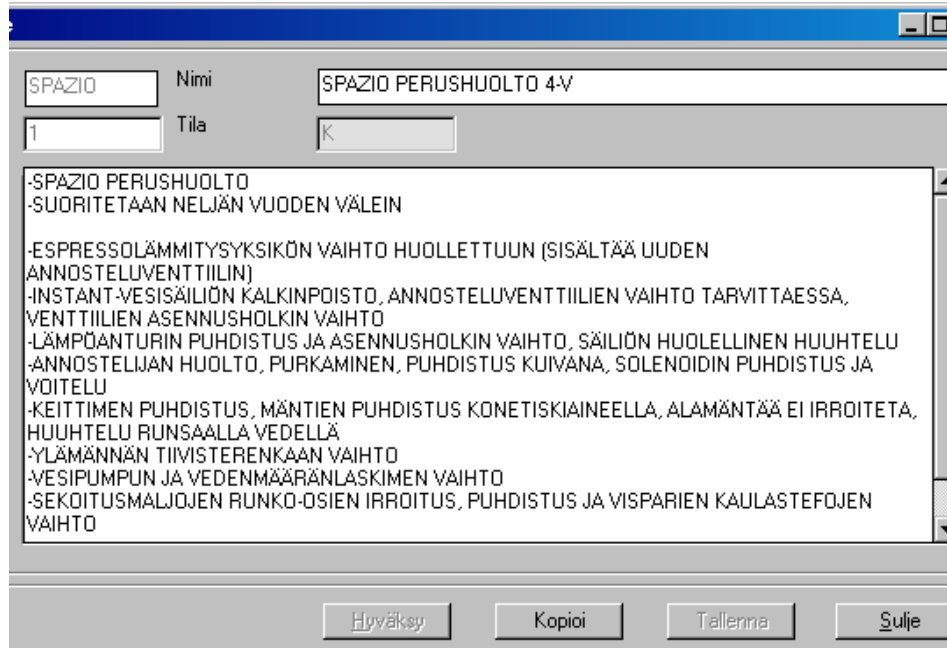 e
SPAZIO Nimi SPAZIO PERUSHUOLTO 4-V
1 Tila K
-SPAZIO PERUSHUOLTO
-SUORITETAAN NELJÄN VUODEN VÄLEIN
-ESPRESSOLÄMMITYSYKSIKÖN VAIHTO HUOLLETTUUN (SISÄLTÄÄ UUDEN
ANNOSTELUVENTTIILIN)
-INSTANT-VESISÄILIÖN KALKINPOISTO, ANNOSTELUVENTTIILIEN VAIHTO TARVITTAESSA,
VENTTIILIEN ASENNUSHOLKIN VAIHTO
-LÄMPÖANTURIN PUHDISTUS JA ASENNUSHOLKIN VAIHTO, SÄILIÖN HUOLELLINEN HUUHTELU
-ANNOSTELIJAN HUOLTO, PURKAMINEN, PUHDISTUS KUIVANA, SOLENOIDIN PUHDISTUS JA
VOITELU
-KEITTIMEN PUHDISTUS, MÄNTIEN PUHDISTUS KONETISKIAINEELLA, ALAMÄNTÄÄ EI IRROITETA,
HUUHTELU RUNSAALLA VEDELLÄ
-YLÄMÄNNÄN TIIVISTERENKAAN VAIHTO
-VESIPUMPUN JA VEDENMÄÄRÄNLASKIMEN VAIHTO
-SEKOITUSMALJOJEN RUNKO-OSIEN IRROITUS, PUHDISTUS JA VISPARIEN KAULASTEFOJEN
VAIHTO
Hyväksy Kopioi Tallenna Sulje